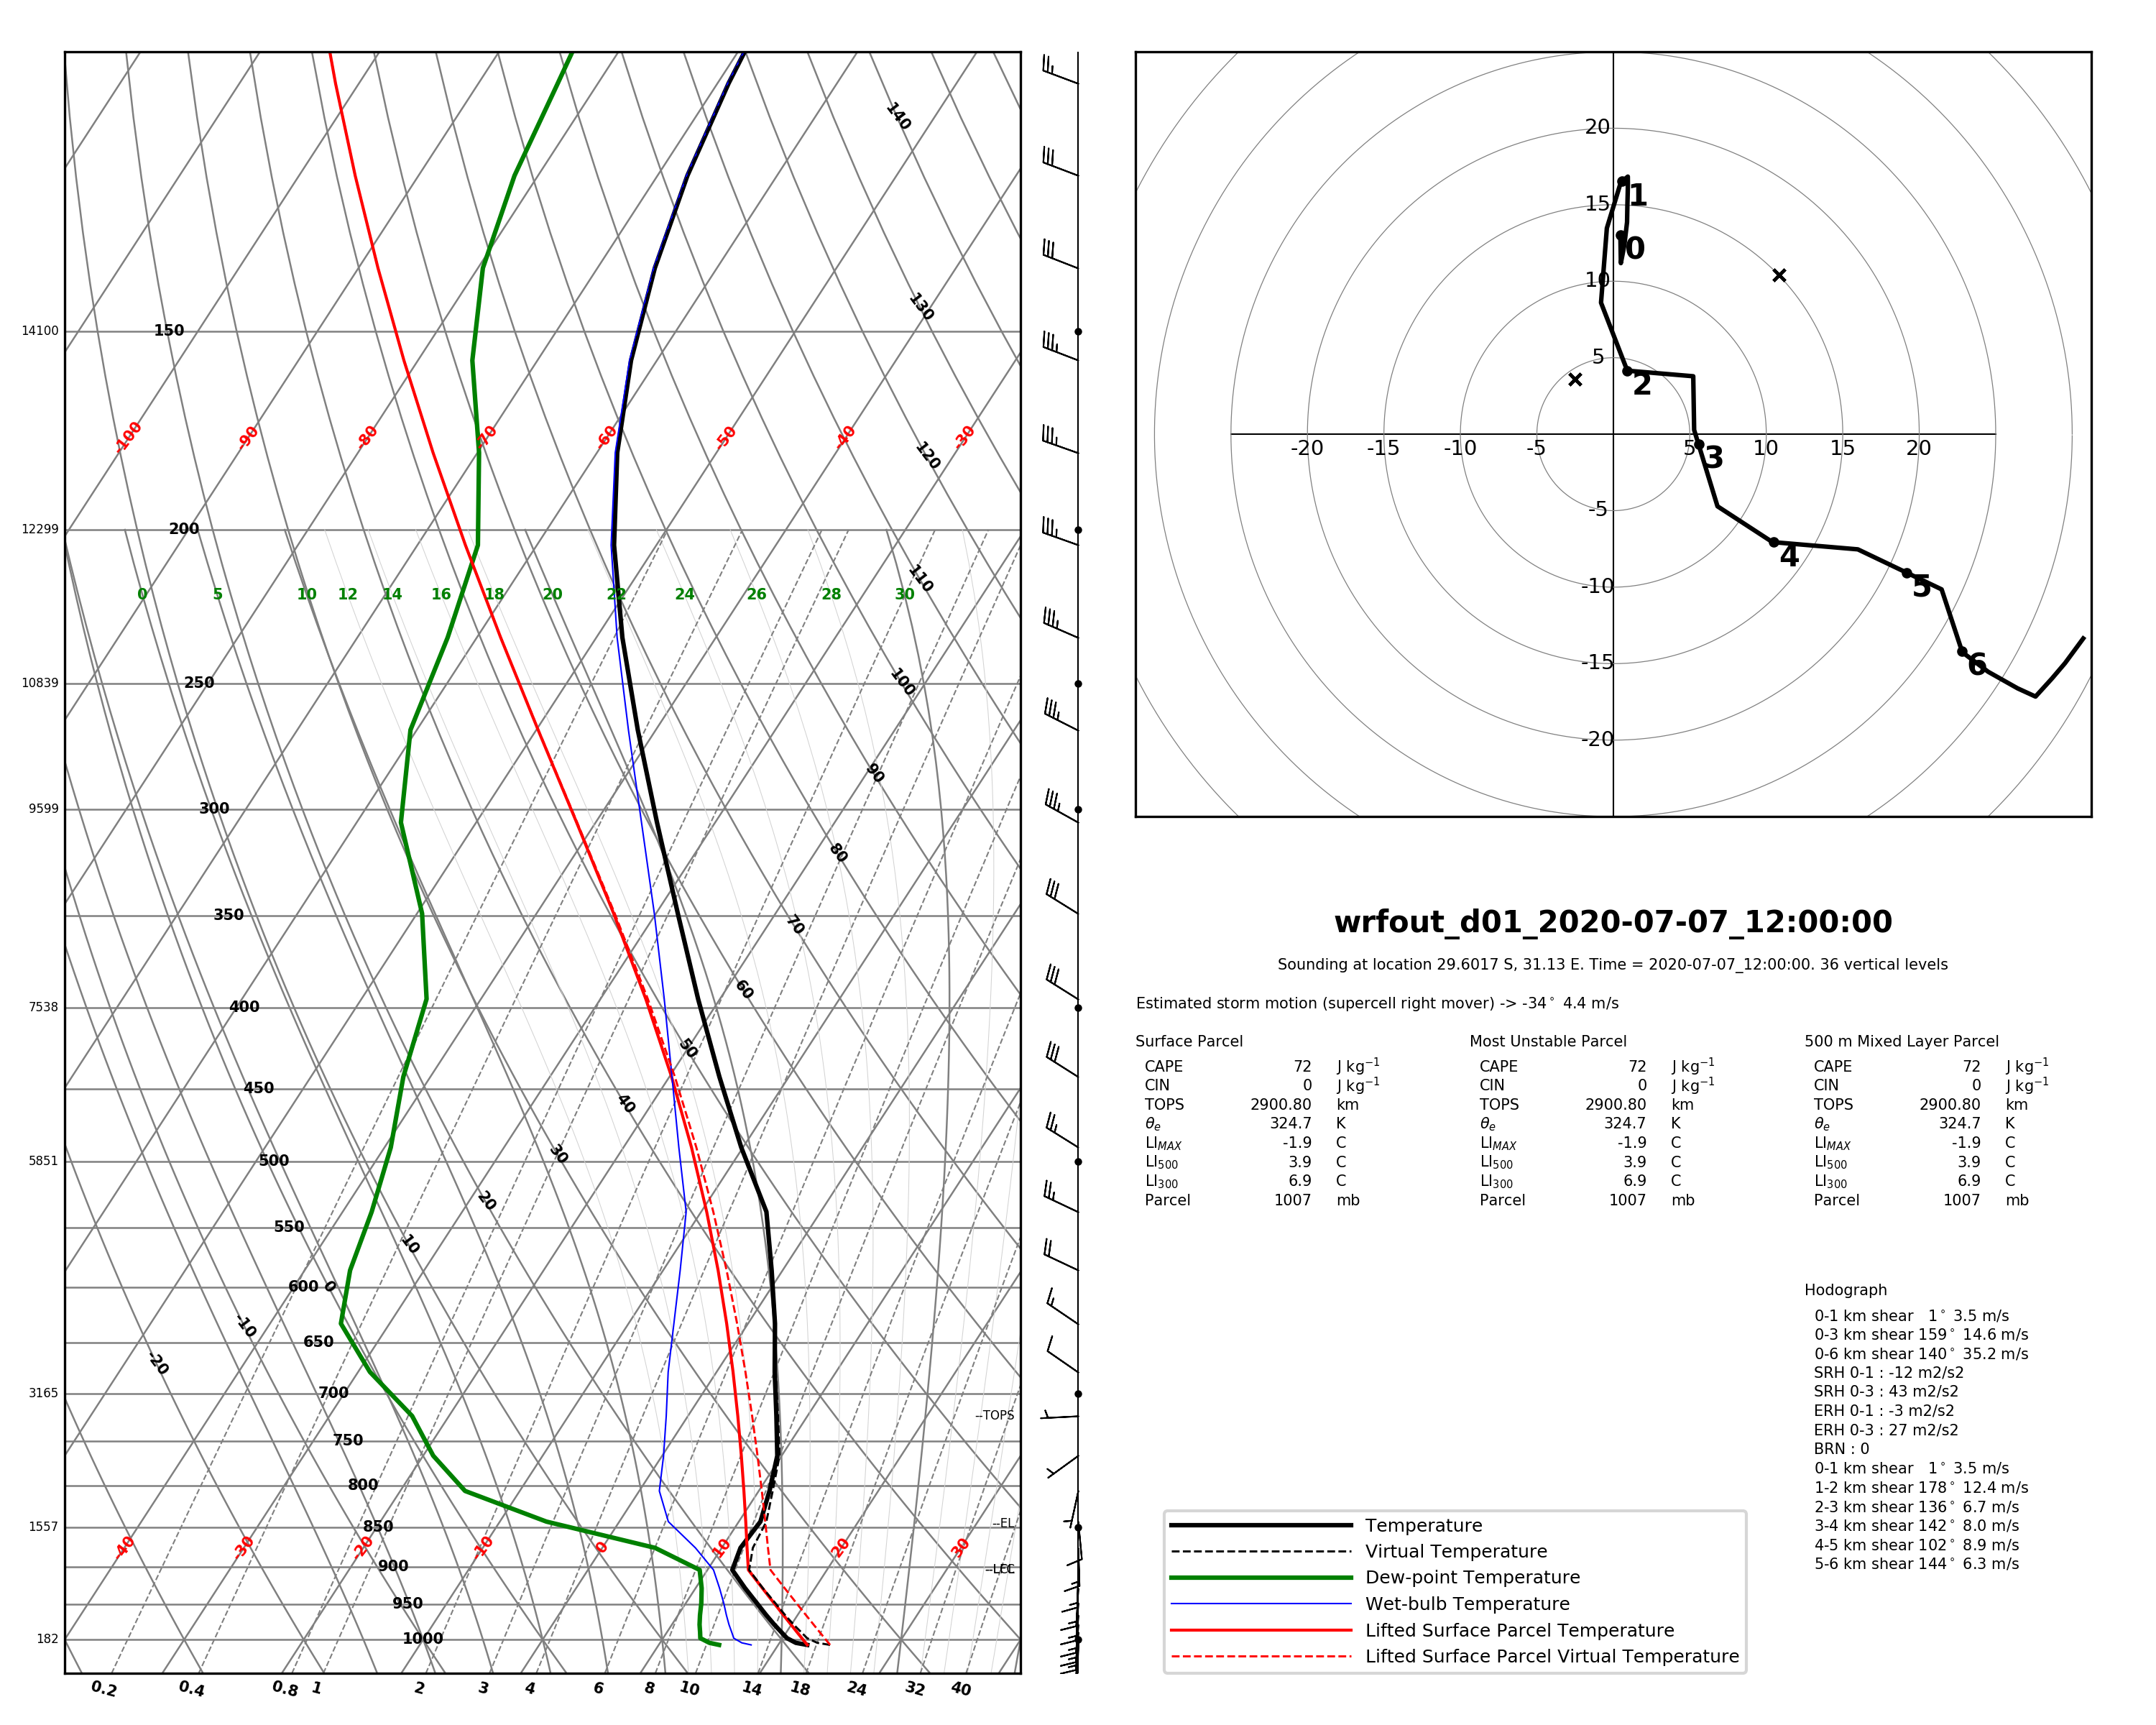 140
130
120
110
100
90
80
70
60
50
40
30
20
10
0
-10
-20
14100 150
-100 -90 -80 -70 -60 -50 -40 -30
12299 200
0 5 10 12 14 16 18 20 22 24 26 28 30
10839 250
9599 300
350
7538 400
450
5851 500
550
600
650
3165 700
--TOPS
750
800
1557 850
--EL
-40 -30 -20 -10 0 10 20 30
900
950
182 1000
0.2 0.4 0.8 1 2 3 4 6 8 10 14 18 24 32 40
20
15
10
5
-20 -15 -10 -5 5 10 15 20
-5
-10
-15
-20
0
1
2
3
4
5
6
wrfout_d01_2020-07-07_12:00:00
Sounding at location 29.6017 S, 31.13 E. Time = 2020-07-07_12:00:00. 36 vertical levels
Estimated storm motion (supercell right mover) -> -34° 4.4 m/s
Surface Parcel
CAPE 72 J kg⁻¹
CIN 0 J kg⁻¹
TOPS 2900.80 km
θe 324.7 K
LIMAX -1.9 C
LI500 3.9 C
LI300 6.9 C
Parcel 1007 mb
Most Unstable Parcel
CAPE 72 J kg⁻¹
CIN 0 J kg⁻¹
TOPS 2900.80 km
θe 324.7 K
LIMAX -1.9 C
LI500 3.9 C
LI300 6.9 C
Parcel 1007 mb
500 m Mixed Layer Parcel
CAPE 72 J kg⁻¹
CIN 0 J kg⁻¹
TOPS 2900.80 km
θe 324.7 K
LIMAX -1.9 C
LI500 3.9 C
LI300 6.9 C
Parcel 1007 mb
Hodograph
0-1 km shear 1° 3.5 m/s
0-3 km shear 159° 14.6 m/s
0-6 km shear 140° 35.2 m/s
SRH 0-1 : -12 m2/s2
SRH 0-3 : 43 m2/s2
ERH 0-1 : -3 m2/s2
ERH 0-3 : 27 m2/s2
BRN : 0
0-1 km shear 1° 3.5 m/s
1-2 km shear 178° 12.4 m/s
2-3 km shear 136° 6.7 m/s
3-4 km shear 142° 8.0 m/s
4-5 km shear 102° 8.9 m/s
5-6 km shear 144° 6.3 m/s
Temperature
Virtual Temperature
Dew-point Temperature
Wet-bulb Temperature
Lifted Surface Parcel Temperature
Lifted Surface Parcel Virtual Temperature